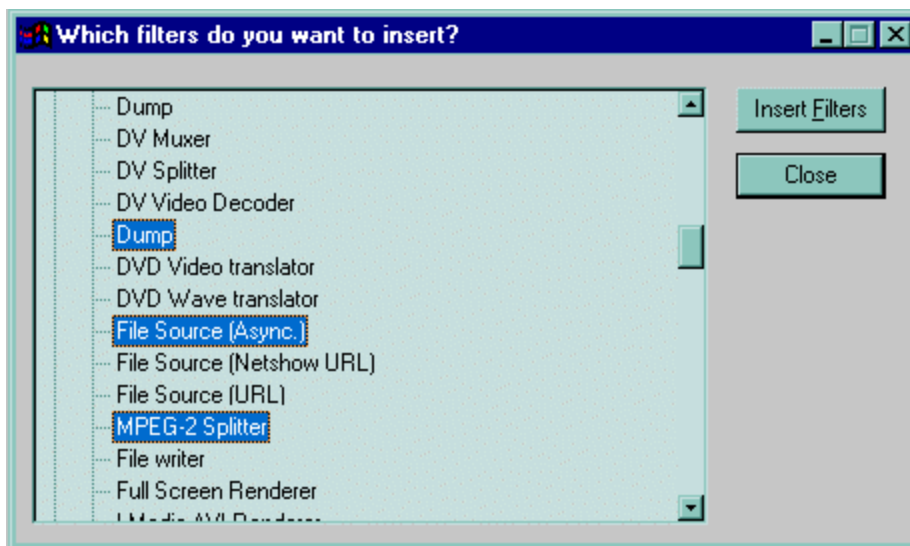 Which filters do you want to insert?
Dump
DV Muxer
DV Splitter
DV Video Decoder
Dump
DVD Video translator
DVD Wave translator
File Source (Async.)
File Source (Netshow URL)
File Source (URL)
MPEG-2 Splitter
File writer
Full Screen Renderer
Insert Filters
Close